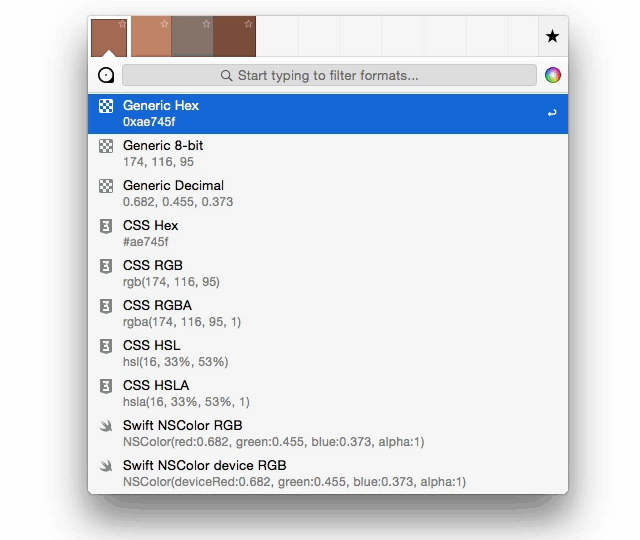 Start typing to filter formats...
Generic Hex
0xae745f
Generic 8-bit
174, 116, 95
Generic Decimal
0.682, 0.455, 0.373
CSS Hex
#ae745f
CSS RGB
rgb(174, 116, 95)
CSS RGBA
rgba(174, 116, 95, 1)
CSS HSL
hsl(16, 33%, 53%)
CSS HSLA
hsla(16, 33%, 53%, 1)
Swift NSColor RGB
NSColor(red:0.682, green:0.455, blue:0.373, alpha:1)
Swift NSColor device RGB
NSColor(deviceRed:0.682, green:0.455, blue:0.373, alpha:1)